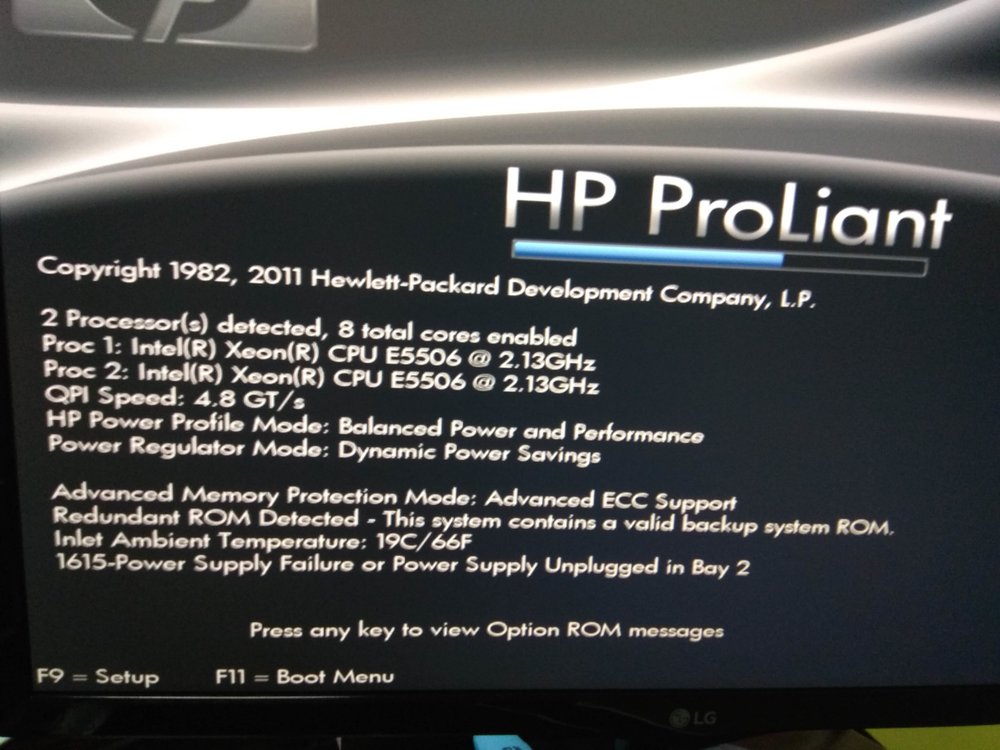 HP ProLiant
Copyright 1982, 2011 Hewlett-Packard Development Company, L.P.
2 Processor(s) detected, 8 total cores enabled
Proc 1: Intel(R) Xeon(R) CPU E5506 @ 2.13GHz
Proc 2: Intel(R) Xeon(R) CPU E5506 @ 2.13GHz
QPI Speed: 4.8 GT/s
HP Power Profile Mode: Balanced Power and Performance
Power Regulator Mode: Dynamic Power Savings
Advanced Memory Protection Mode: Advanced ECC Support
Redundant ROM Detected - This system contains a valid backup system ROM.
Inlet Ambient Temperature: 19C/66F
1615-Power Supply Failure or Power Supply Unplugged in Bay 2
Press any key to view Option ROM messages
F9 = Setup F11 = Boot Menu
LG